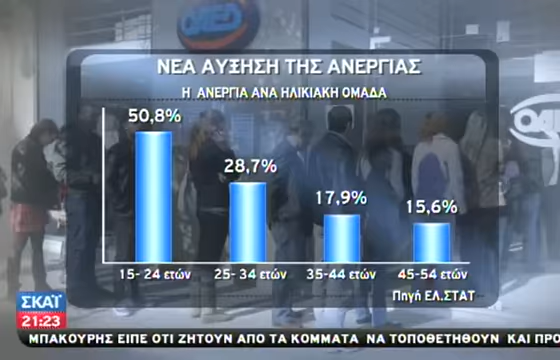 ΟΑΕΔ
ΝΕΑ ΑΥΞΗΣΗ ΤΗΣ ΑΝΕΡΓΙΑΣ
Η ΑΝΕΡΓΙΑ ΑΝΑ ΗΛΙΚΙΑΚΗ ΟΜΑΔΑ
50,8%
28,7%
17,9%
15,6%
15- 24 ετών
25- 34 ετών
35-44 ετών
45-54 ετών
Πηγή ΕΛ.ΣΤΑΤ
ΣΚΑΪ
21:23
ΜΠΑΚΟΥΡΗΣ ΕΙΠΕ ΟΤΙ ΖΗΤΟΥΝ ΑΠΟ ΤΑ ΚΟΜΜΑΤΑ ΝΑ ΤΟΠΟΘΕΤΗΘΟΥΝ ΚΑΙ ΠΡΟ